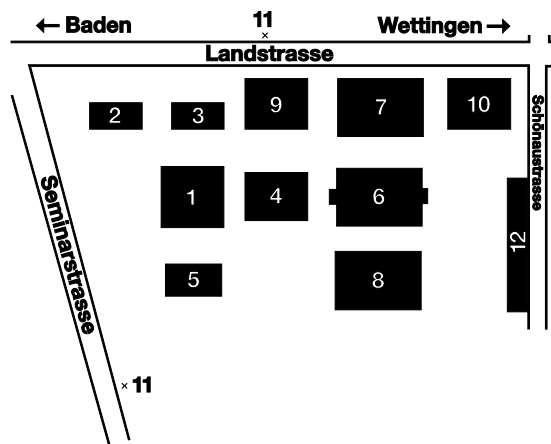 ← Baden
11
Wettingen →
Landstrasse
2
3
9
7
10
Schönaustrasse
1
4
6
12
Seminarstrasse
5
8
11